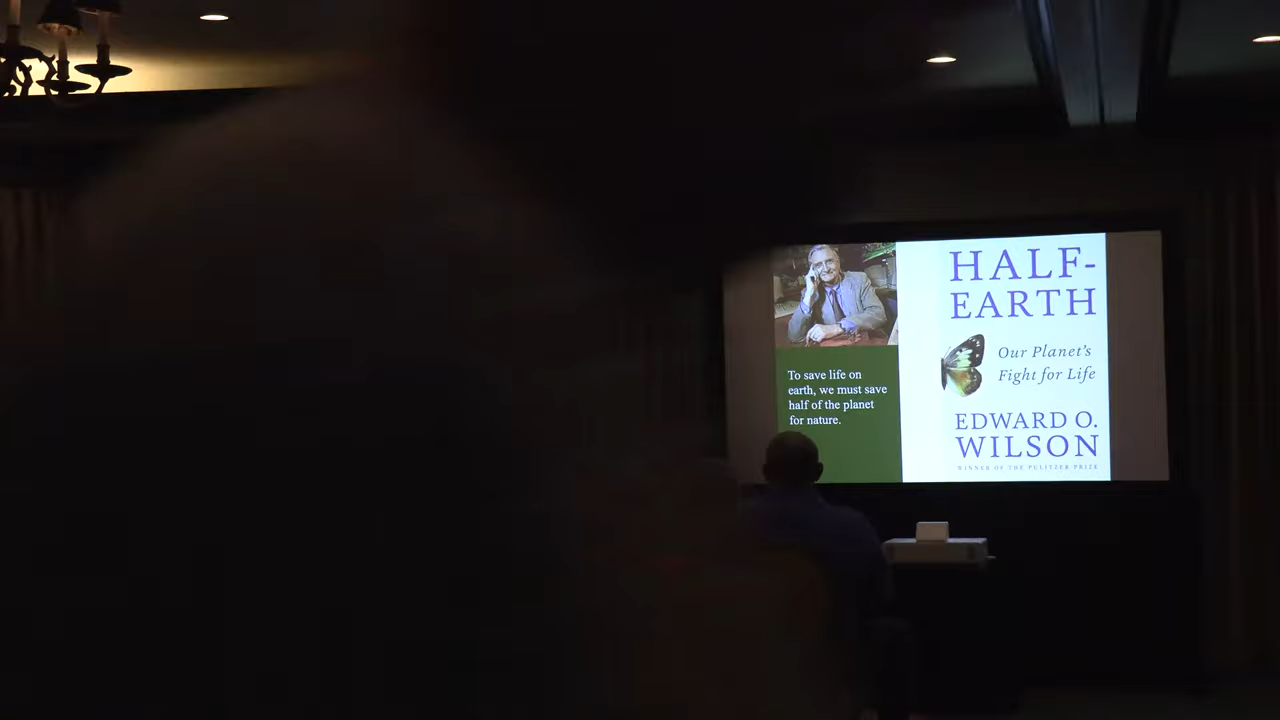 To save life on
earth, we must save
half of the planet
for nature.
HALF-
EARTH
Our Planet's
Fight for Life
EDWARD O.
WILSON
WINNER OF THE PULITZER PRIZE